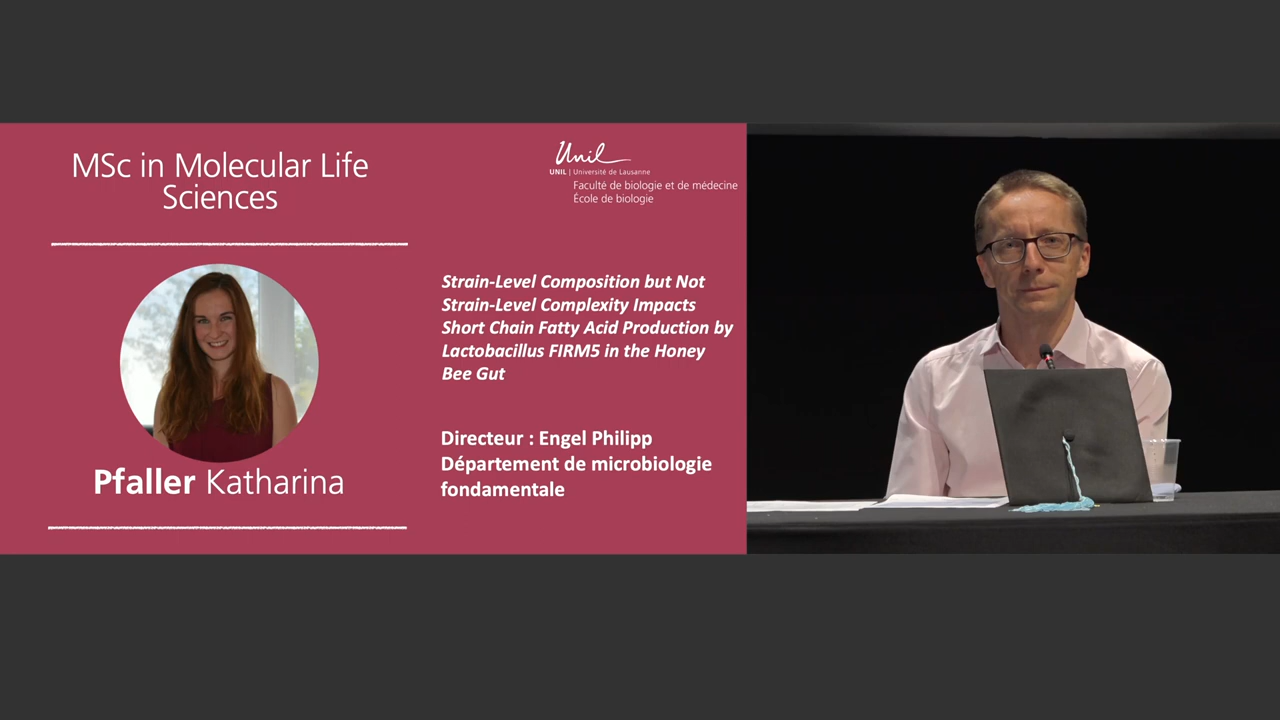 MSc in Molecular Life
Sciences
Unil
UNIL | Université de Lausanne
Faculté de biologie et de médecine
École de biologie
Strain-Level Composition but Not
Strain-Level Complexity Impacts
Short Chain Fatty Acid Production by
Lactobacillus FIRM5 in the Honey
Bee Gut
Directeur : Engel Philipp
Département de microbiologie
fondamentale
Pfaller Katharina